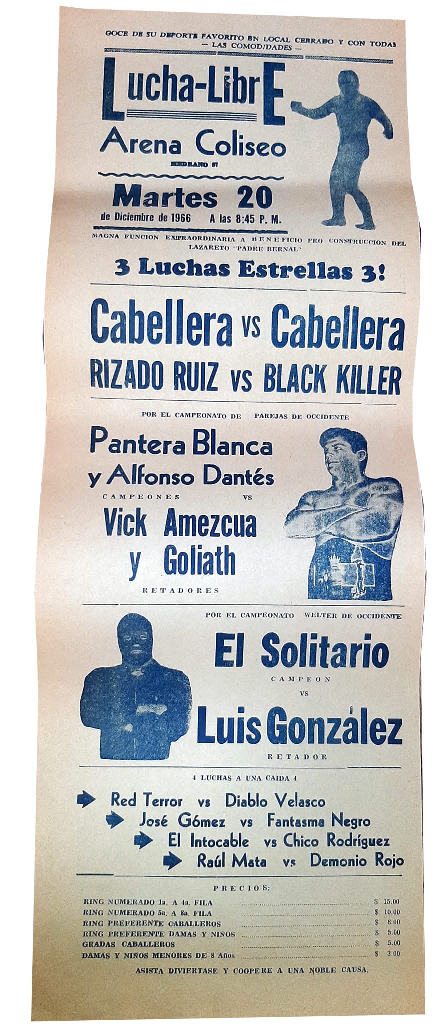 GOCE DE SU DEPORTE FAVORITO EN LOCAL CERRADO Y CON TODAS
— LAS COMODIDADES —
Lucha-LibrE
Arena Coliseo
MEDRANO 67
Martes 20
de Diciembre de 1966 A las 8:45 P. M.
MAGNA FUNCION EXTRAORDINARIA A BENEFICIO PRO CONSTRUCCION DEL
LAZARETO "PADRE BERNAL"
3 Luchas Estrellas 3!
Cabellera vs Cabellera
RIZADO RUIZ vs BLACK KILLER
POR EL CAMPEONATO DE PAREJAS DE OCCIDENTE
Pantera Blanca
y Alfonso Dantés
CAMPEONES VS
Vick Amezcua
y Goliath
RETADORES
POR EL CAMPEONATO WELTER DE OCCIDENTE
El Solitario
CAMPEON
VS
Luis González
RETADOR
4 LUCHAS A UNA CAIDA 4
Red Terror vs Diablo Velasco
José Gómez vs Fantasma Negro
El Intocable vs Chico Rodríguez
Raúl Mata vs Demonio Rojo
PRECIOS:
RING NUMERADO 1a. A 4a. FILA $ 15.00
RING NUMERADO 5a. A 8a. FILA $ 10.00
RING PREFERENTE CABALLEROS $ 8.00
RING PREFERENTE DAMAS Y NIÑOS $ 5.00
GRADAS CABALLEROS $ 5.00
DAMAS Y NIÑOS MENORES DE 8 Años $ 2.00
ASISTA DIVIERTASE Y COOPERE A UNA NOBLE CAUSA.